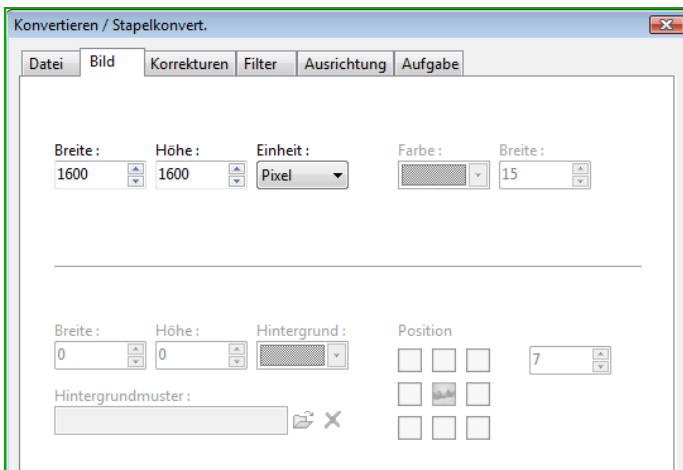 Konvertieren / Stapelkonvert.
Datei Bild Korrekturen Filter Ausrichtung Aufgabe
Breite : Höhe : Einheit : Farbe : Breite :
1600 1600 Pixel 15
Breite : Höhe : Hintergrund : Position
0 0 7
Hintergrundmuster :